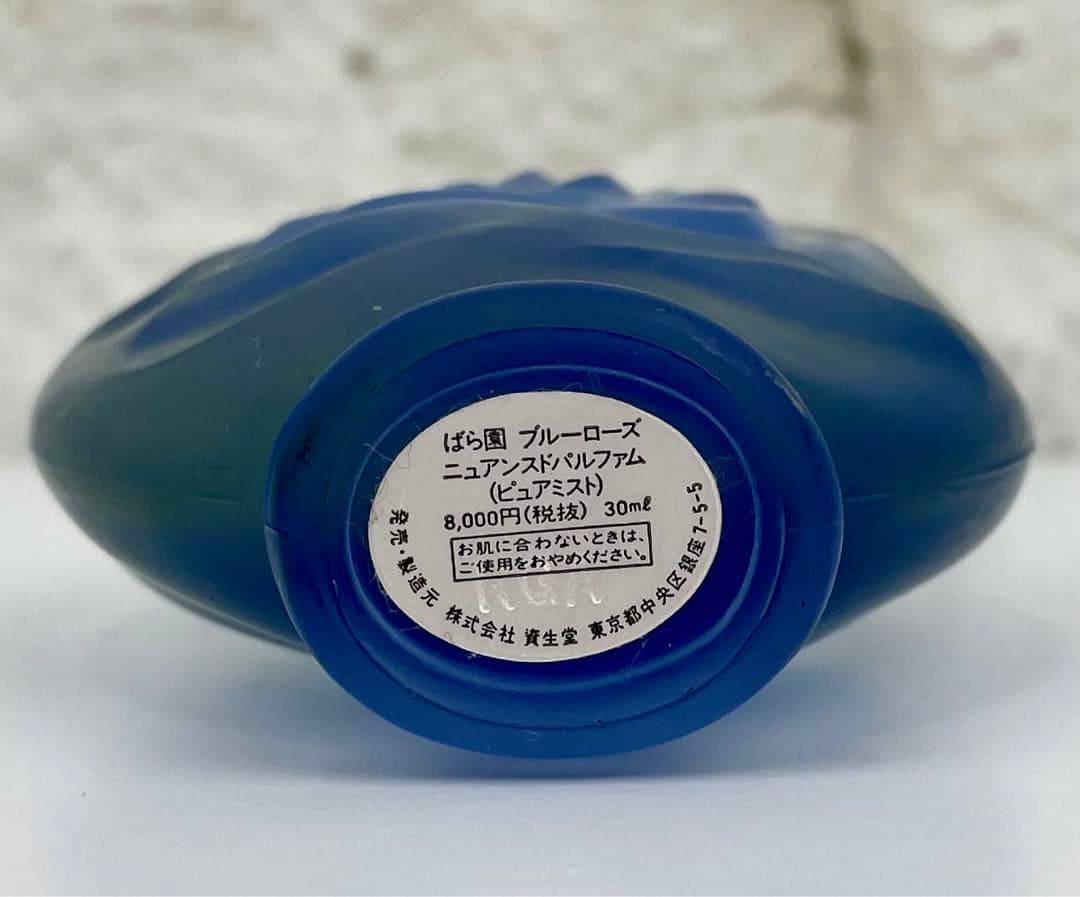 ばら園 ブルーローズ
ニュアンスドパルファム
(ピュアミスト)
8,000円(税抜) 30mℓ
お肌に合わないときは、
ご使用をおやめください。
発売・製造元 株式会社 資生堂 東京都中央区銀座7-5-5